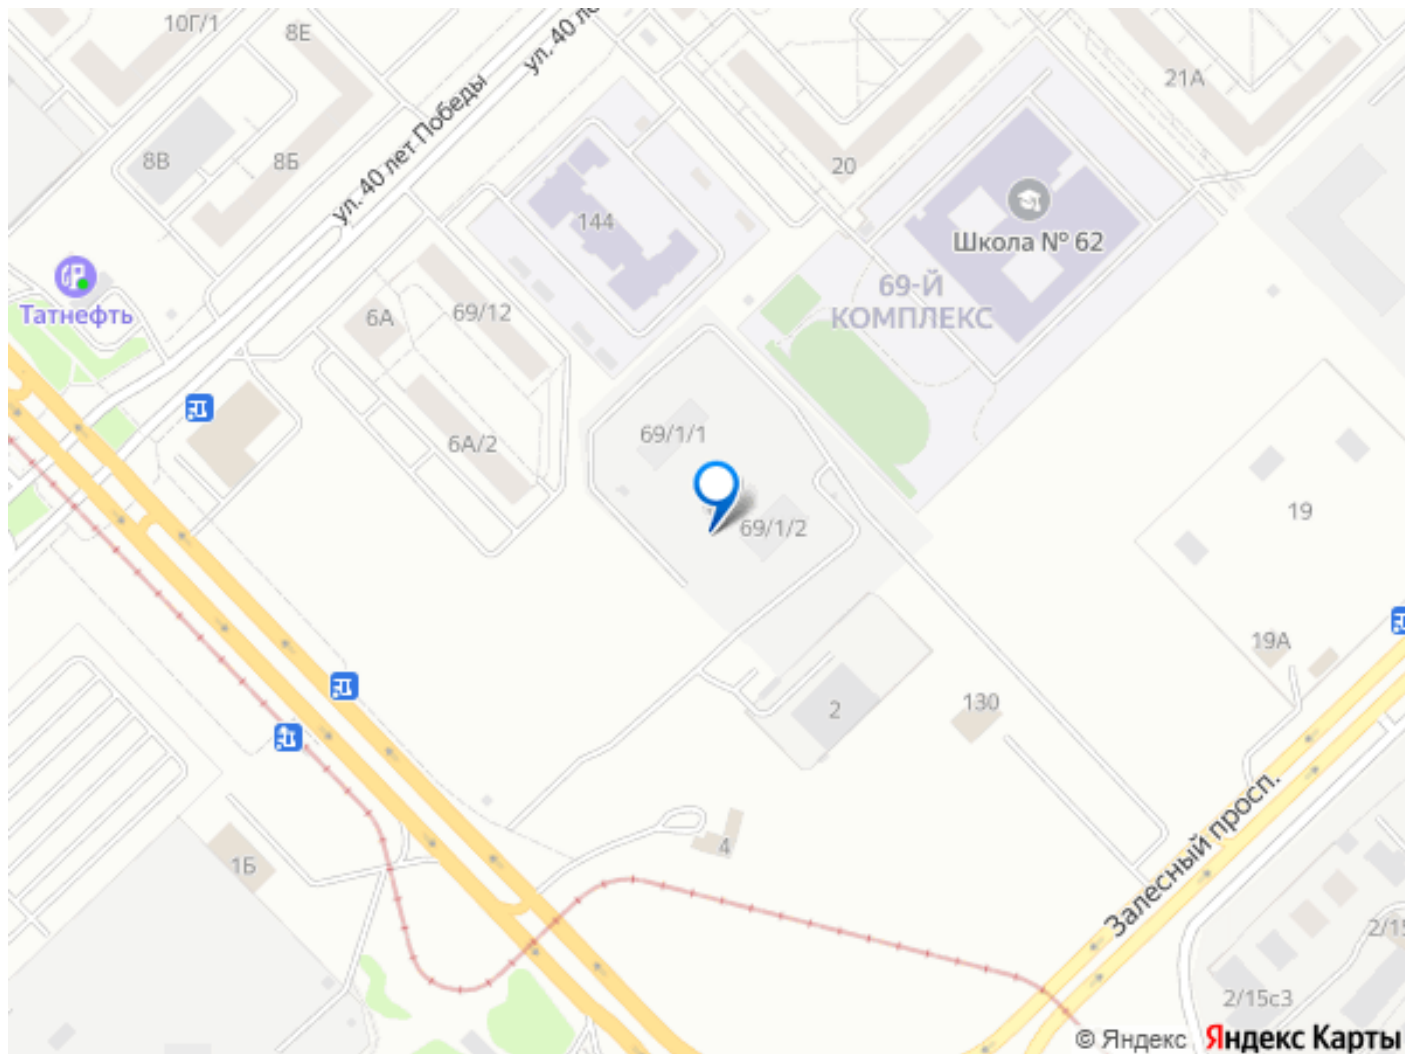 10Г/1
8Е
ул. 40 ле
21А
ул. 40 лет Победы
8В
8Б
20
144
Школа № 62
Татнефть
6А
69/12
69-Й
КОМПЛЕКС
69/1/1
6А/2
19
69/1/2
19А
130
2
Залесный просп.
4
1Б
2/15
2/15с3
© Яндекс Яндекс Карты